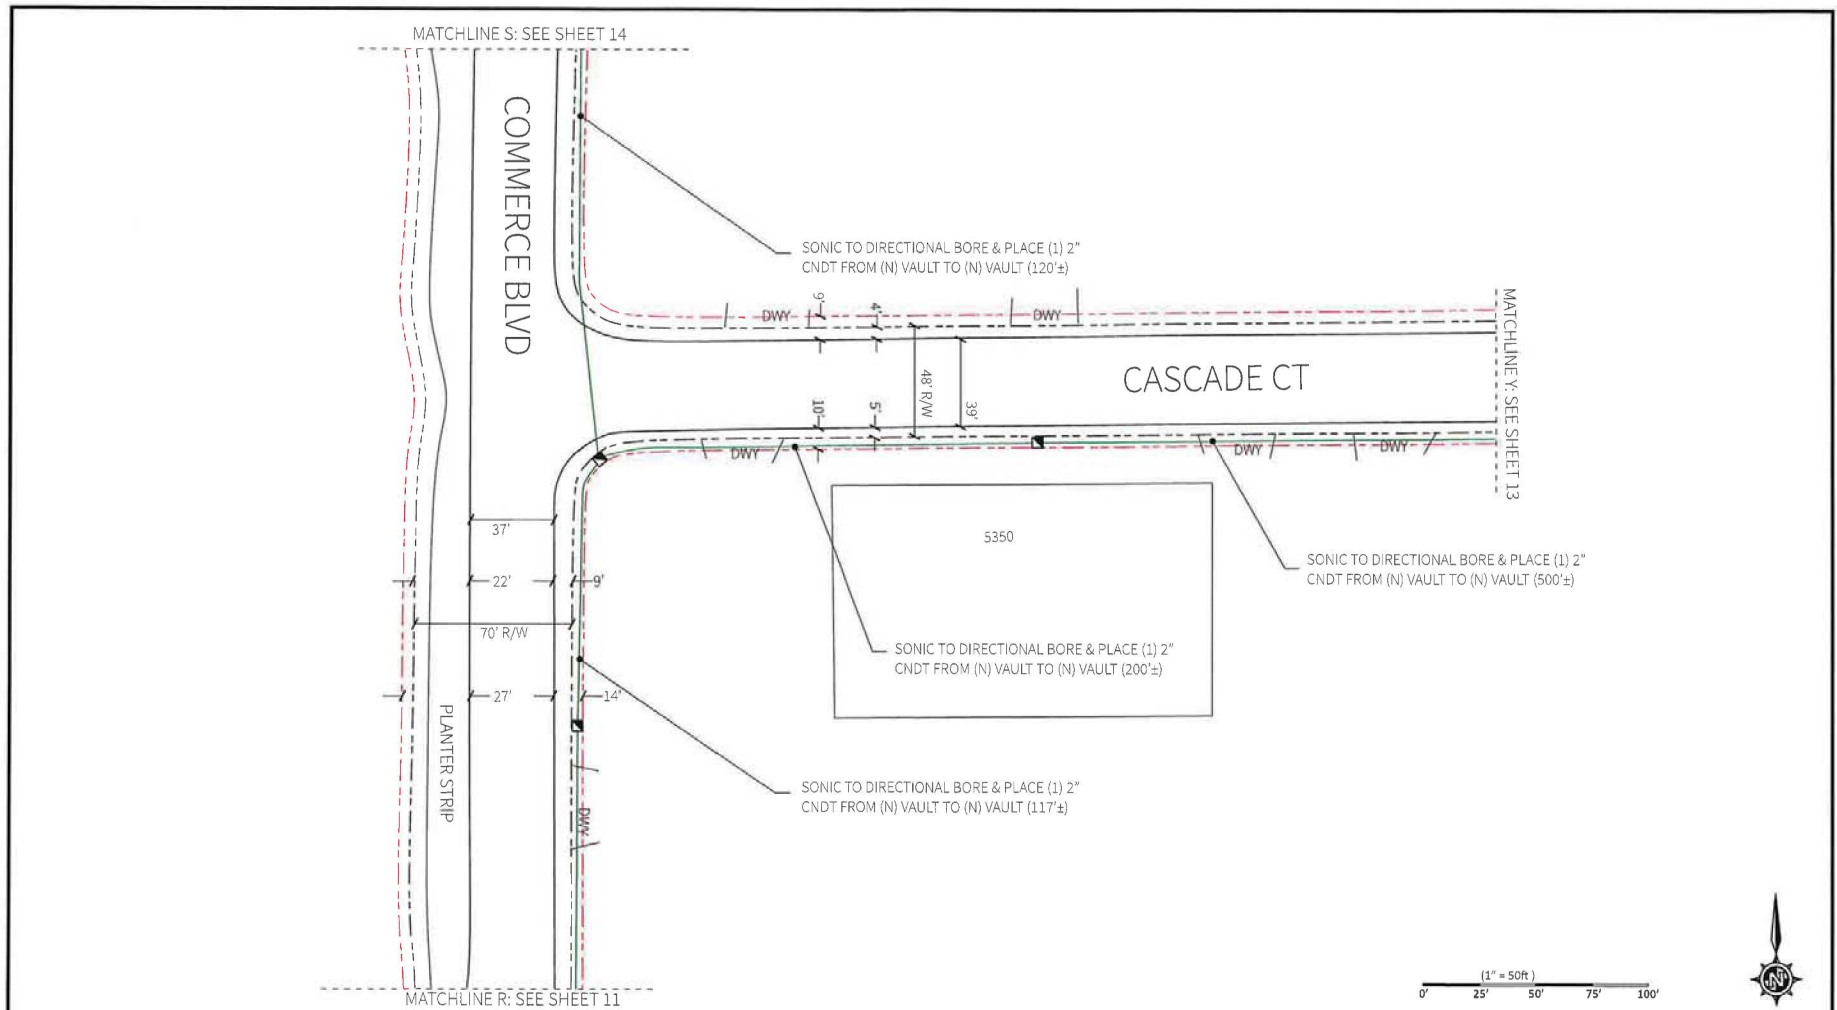 MATCHLINE S: SEE SHEET 14
COMMERCE BLVD
SONIC TO DIRECTIONAL BORE & PLACE (1) 2"
CNDT FROM (N) VAULT TO (N) VAULT (120'±)
DWY
9'
4'
DWY
MATCHLINE Y: SEE SHEET 13
CASCADE CT
48' R/W
39'
10'
5'
DWY
DWY
DWY
37'
5350
22'
9'
SONIC TO DIRECTIONAL BORE & PLACE (1) 2"
CNDT FROM (N) VAULT TO (N) VAULT (500'±)
70' R/W
SONIC TO DIRECTIONAL BORE & PLACE (1) 2"
CNDT FROM (N) VAULT TO (N) VAULT (200'±)
27'
14'
PLANTER STRIP
SONIC TO DIRECTIONAL BORE & PLACE (1) 2"
CNDT FROM (N) VAULT TO (N) VAULT (117'±)
DWY
MATCHLINE R: SEE SHEET 11
(1" = 50ft )
0' 25' 50' 75' 100'
N